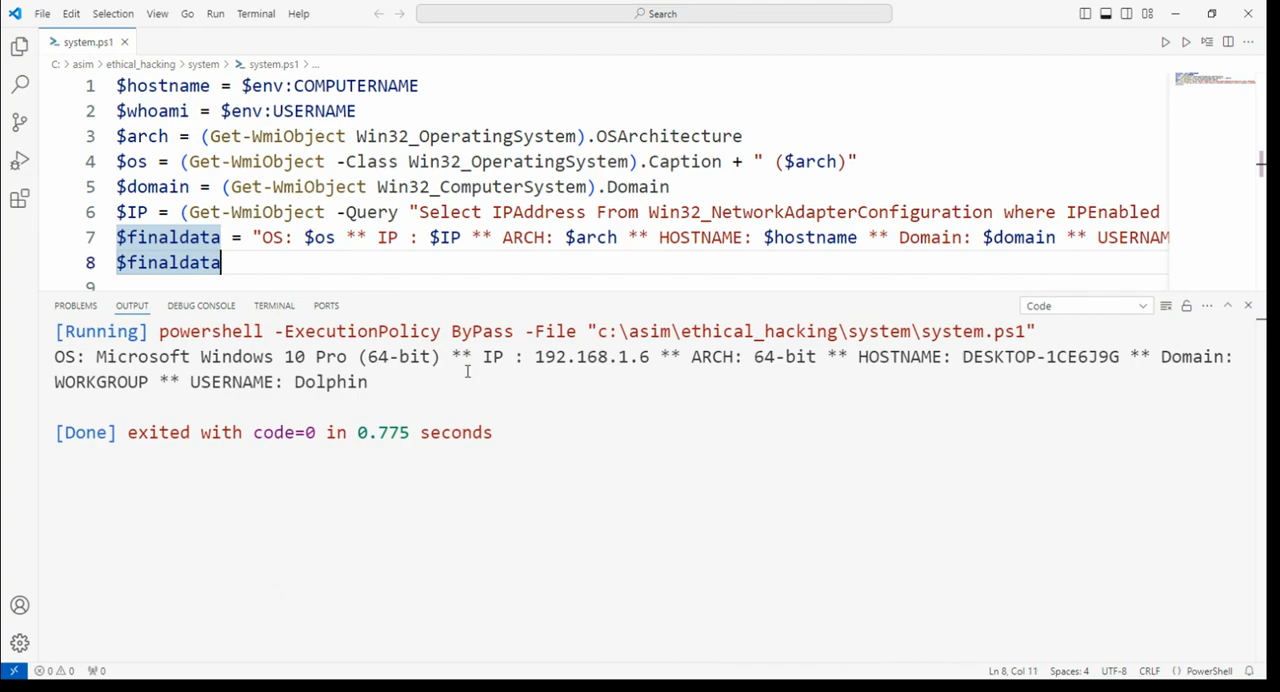 File Edit Selection View Go Run Terminal Help
Search
system.ps1
C: > asim > ethical_hacking > system > system.ps1 > ...
1 $hostname = $env:COMPUTERNAME
2 $whoami = $env:USERNAME
3 $arch = (Get-WmiObject Win32_OperatingSystem).OSArchitecture
4 $os = (Get-WmiObject -Class Win32_OperatingSystem).Caption + " ($arch)"
5 $domain = (Get-WmiObject Win32_ComputerSystem).Domain
6 $IP = (Get-WmiObject -Query "Select IPAddress From Win32_NetworkAdapterConfiguration where IPEnabled
7 $finaldata = "OS: $os ** IP : $IP ** ARCH: $arch ** HOSTNAME: $hostname ** Domain: $domain ** USERNAM
8 $finaldata
9
PROBLEMS OUTPUT DEBUG CONSOLE TERMINAL PORTS
Code
[Running] powershell -ExecutionPolicy ByPass -File "c:\asim\ethical_hacking\system\system.ps1"
OS: Microsoft Windows 10 Pro (64-bit) ** IP : 192.168.1.6 ** ARCH: 64-bit ** HOSTNAME: DESKTOP-1CE6J9G ** Domain:
WORKGROUP ** USERNAME: Dolphin
[Done] exited with code=0 in 0.775 seconds
0 0 0 Ln 8, Col 11 Spaces: 4 UTF-8 CRLF PowerShell